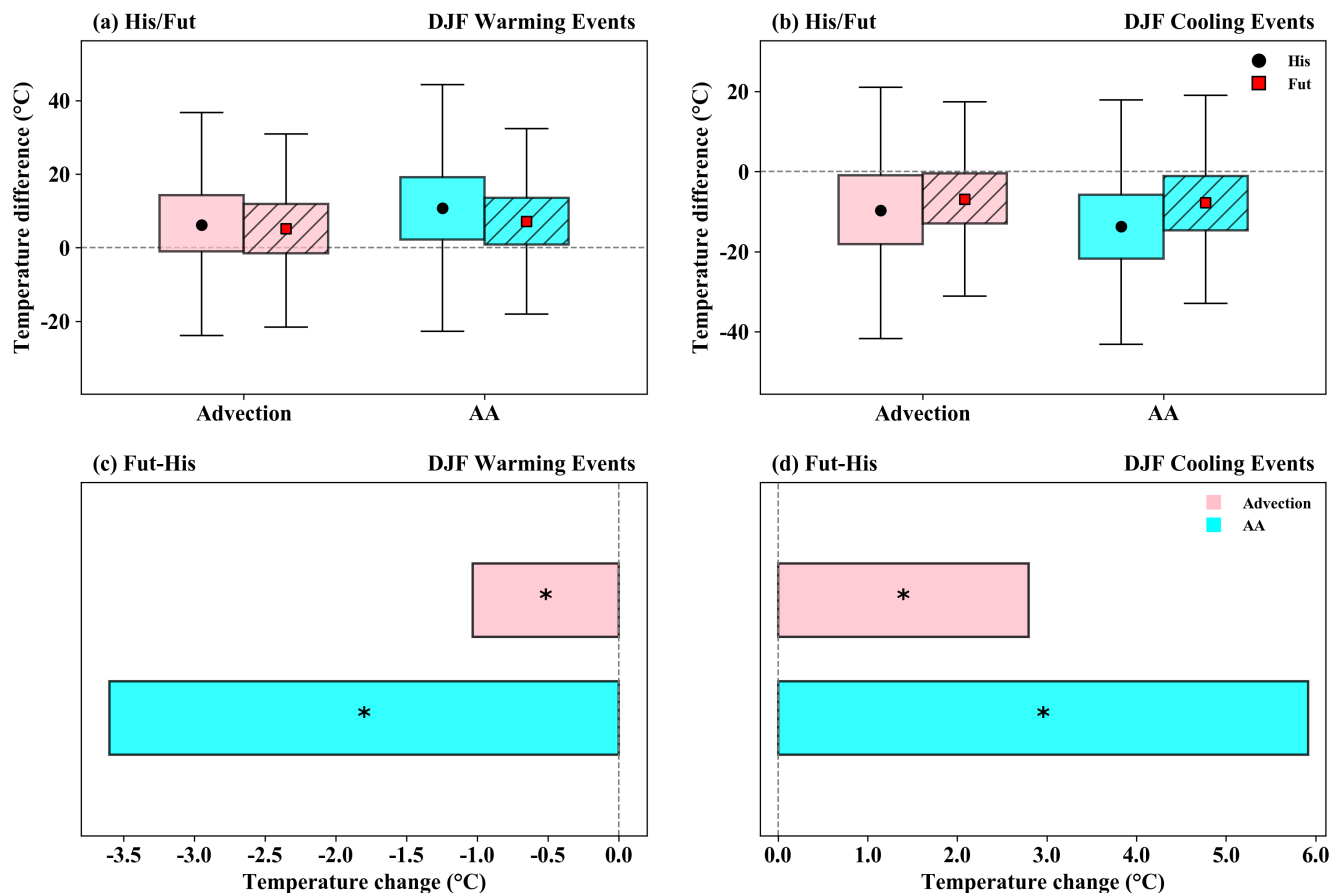 (a) His/Fut DJF Warming Events
Temperature difference (°C)
40
20
0
-20
Advection AA
(b) His/Fut DJF Cooling Events
His
Fut
Temperature difference (°C)
20
0
-20
-40
Advection AA
(c) Fut-His DJF Warming Events
*
*
-3.5 -3.0 -2.5 -2.0 -1.5 -1.0 -0.5 0.0
Temperature change (°C)
(d) Fut-His DJF Cooling Events
Advection
AA
*
*
0.0 1.0 2.0 3.0 4.0 5.0 6.0
Temperature change (°C)